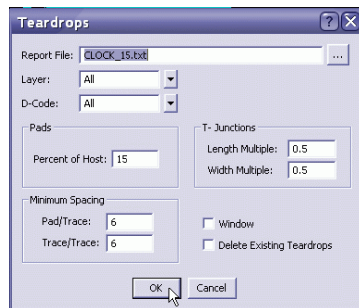 Teardrops
Report File: CLOCK_15.txt ...
Layer: All
D-Code: All
Pads
Percent of Host: 15
T- Junctions
Length Multiple: 0.5
Width Multiple: 0.5
Minimum Spacing
Pad/Trace: 6
Trace/Trace: 6
Window
Delete Existing Teardrops
OK Cancel